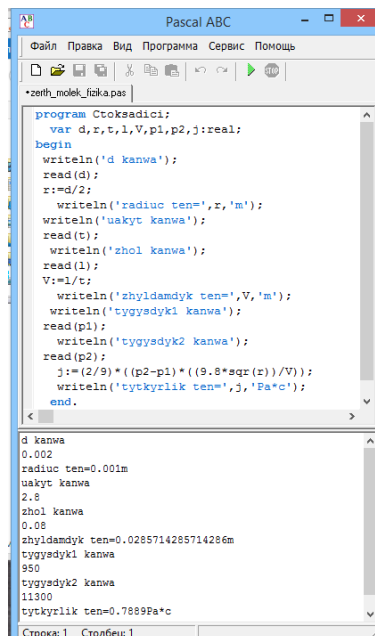 Pascal ABC
Файл Правка Вид Программа Сервис Помощь
•zerth_molek_fizika.pas
program Ctoksadici;
var d,r,t,l,V,p1,p2,j:real;
begin
writeln('d kanwa');
read(d);
r:=d/2;
writeln('radiuc ten=',r,'m');
writeln('uakyt kanwa');
read(t);
writeln('zhol kanwa');
read(l);
V:=l/t;
writeln('zhyldamdyk ten=',V,'m');
writeln('tygysdyk1 kanwa');
read(p1);
writeln('tygysdyk2 kanwa');
read(p2);
j:=(2/9)*((p2-p1)*((9.8*sqr(r))/V));
writeln('tytkyrlik ten=',j,'Pa*c');
end.
d kanwa
0.002
radiuc ten=0.001m
uakyt kanwa
2.8
zhol kanwa
0.08
zhyldamdyk ten=0.0285714285714286m
tygysdyk1 kanwa
950
tygysdyk2 kanwa
11300
tytkyrlik ten=0.7889Pa*c
Строка: 1 Столбец: 1